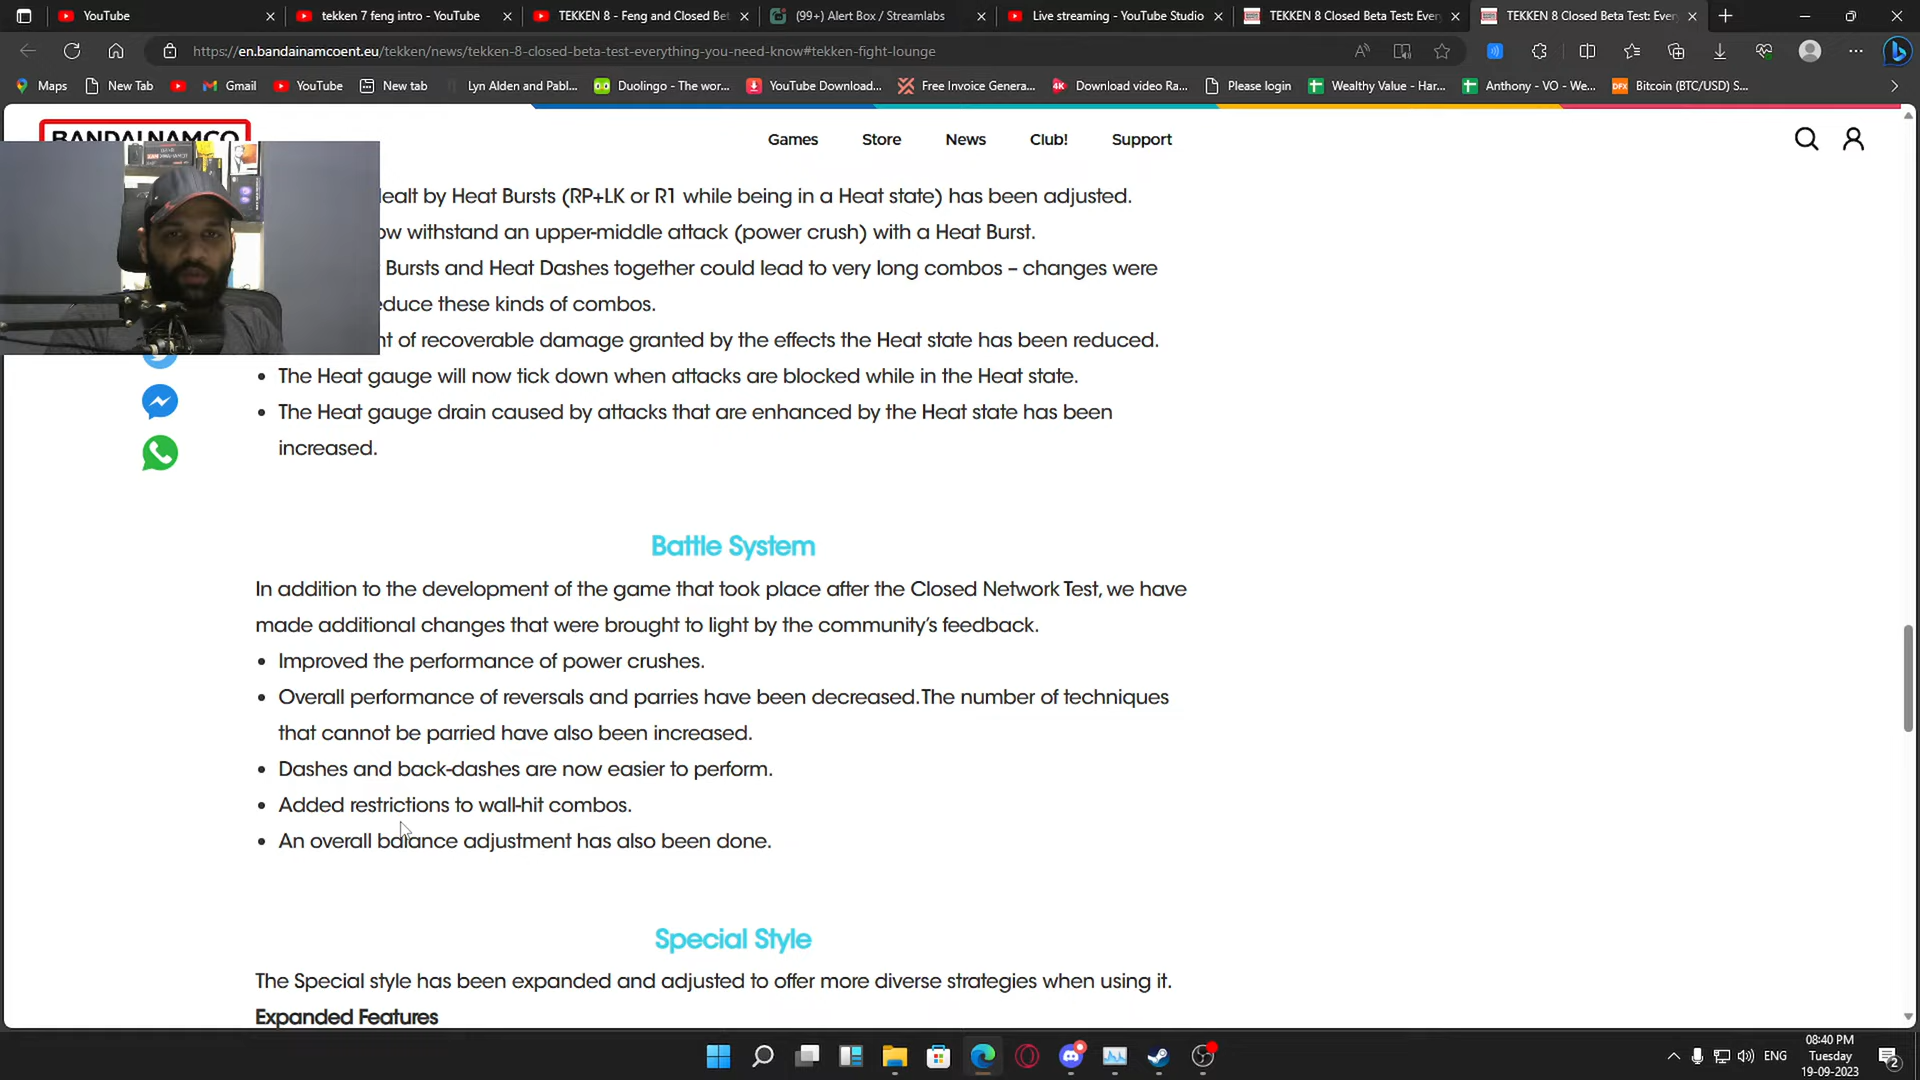 YouTube
tekken 7 feng intro - YouTube
TEKKEN 8 - Feng and Closed Bet
(99+) Alert Box / Streamlabs
Live streaming - YouTube Studio
TEKKEN 8 Closed Beta Test: Ever
TEKKEN 8 Closed Beta Test: Ever
https://en.bandainamcoent.eu/tekken/news/tekken-8-closed-beta-test-everything-you-need-know#tekken-fight-lounge
Maps
New Tab
Gmail
YouTube
New tab
Lyn Alden and Pabl...
Duolingo - The wor...
YouTube Download...
Free Invoice Genera...
4K
Download video Ra...
Please login
Wealthy Value - Har...
Anthony - VO - We...
DFX
Bitcoin (BTC/USD) S...
BANDAI NAMCO
Games
Store
News
Club!
Support
ealt by Heat Bursts (RP+LK or R1 while being in a Heat state) has been adjusted.
ow withstand an upper-middle attack (power crush) with a Heat Burst.
Bursts and Heat Dashes together could lead to very long combos – changes were
educe these kinds of combos.
nt of recoverable damage granted by the effects the Heat state has been reduced.
• The Heat gauge will now tick down when attacks are blocked while in the Heat state.
• The Heat gauge drain caused by attacks that are enhanced by the Heat state has been
increased.
Battle System
In addition to the development of the game that took place after the Closed Network Test, we have
made additional changes that were brought to light by the community's feedback.
• Improved the performance of power crushes.
• Overall performance of reversals and parries have been decreased.The number of techniques
that cannot be parried have also been increased.
• Dashes and back-dashes are now easier to perform.
• Added restrictions to wall-hit combos.
• An overall balance adjustment has also been done.
Special Style
The Special style has been expanded and adjusted to offer more diverse strategies when using it.
Expanded Features
ENG
08:40 PM
Tuesday
19-09-2023
2